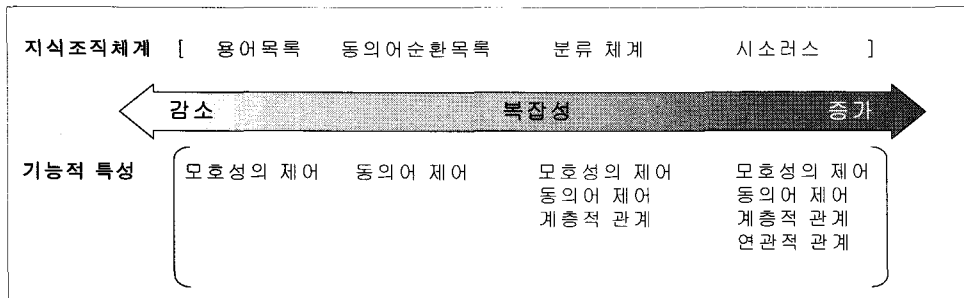 지식조직체계 [ 용어목록 동의어순환목록 분류 체계 시소러스 ]
감소 복잡성 증가
기능적 특성 모호성의 제어 동의어 제어 모호성의 제어 모호성의 제어
동의어 제어 동의어 제어
계층적 관계 계층적 관계
연관적 관계